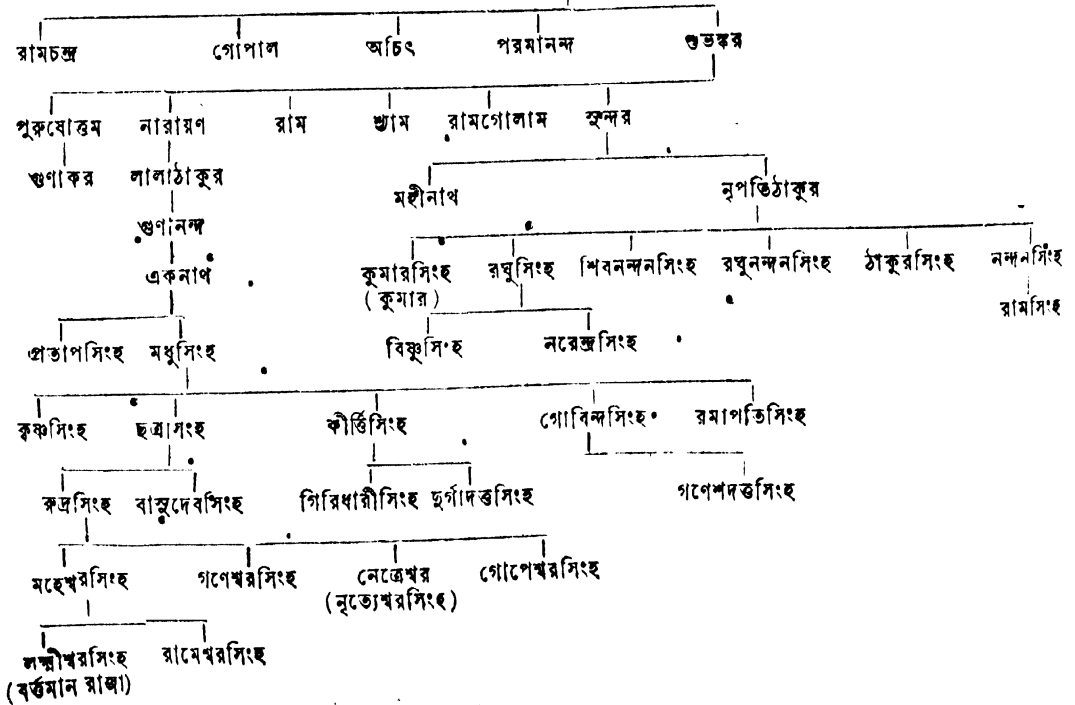 রামচন্দ্র গোপাল অচিৎ পরমানন্দ শুভঙ্কর
পুরুষোত্তম নারায়ণ রাম শ্যাম রামগোলাম সুন্দর
গুণাকর লালাঠাকুর মহীনাথ নৃপতিঠাকুর
গুণানন্দ
একনাথ কুমারসিংহ রঘুসিংহ শিবনন্দনসিংহ রঘুনন্দনসিংহ ঠাকুরসিংহ নন্দনসিংহ
(কুমার) রামসিংহ
প্রতাপসিংহ মধুসিংহ বিষ্ণুসিংহ নরেন্দ্রসিংহ
কৃষ্ণসিংহ ছত্রসিংহ কীর্ত্তিসিংহ গোবিন্দসিংহ রমাপতিসিংহ
রুদ্রসিংহ বাসুদেবসিংহ গিরিধারীসিংহ দুর্গাদত্তসিংহ গণেশদত্তসিংহ
মহেশ্বরসিংহ গণেশ্বরসিংহ নেত্রেশ্বর গোপেশ্বরসিংহ
(নৃত্যেশ্বরসিংহ)
লক্ষ্মীশ্বরসিংহ রামেশ্বরসিংহ
(বর্ত্তমান রাজা)